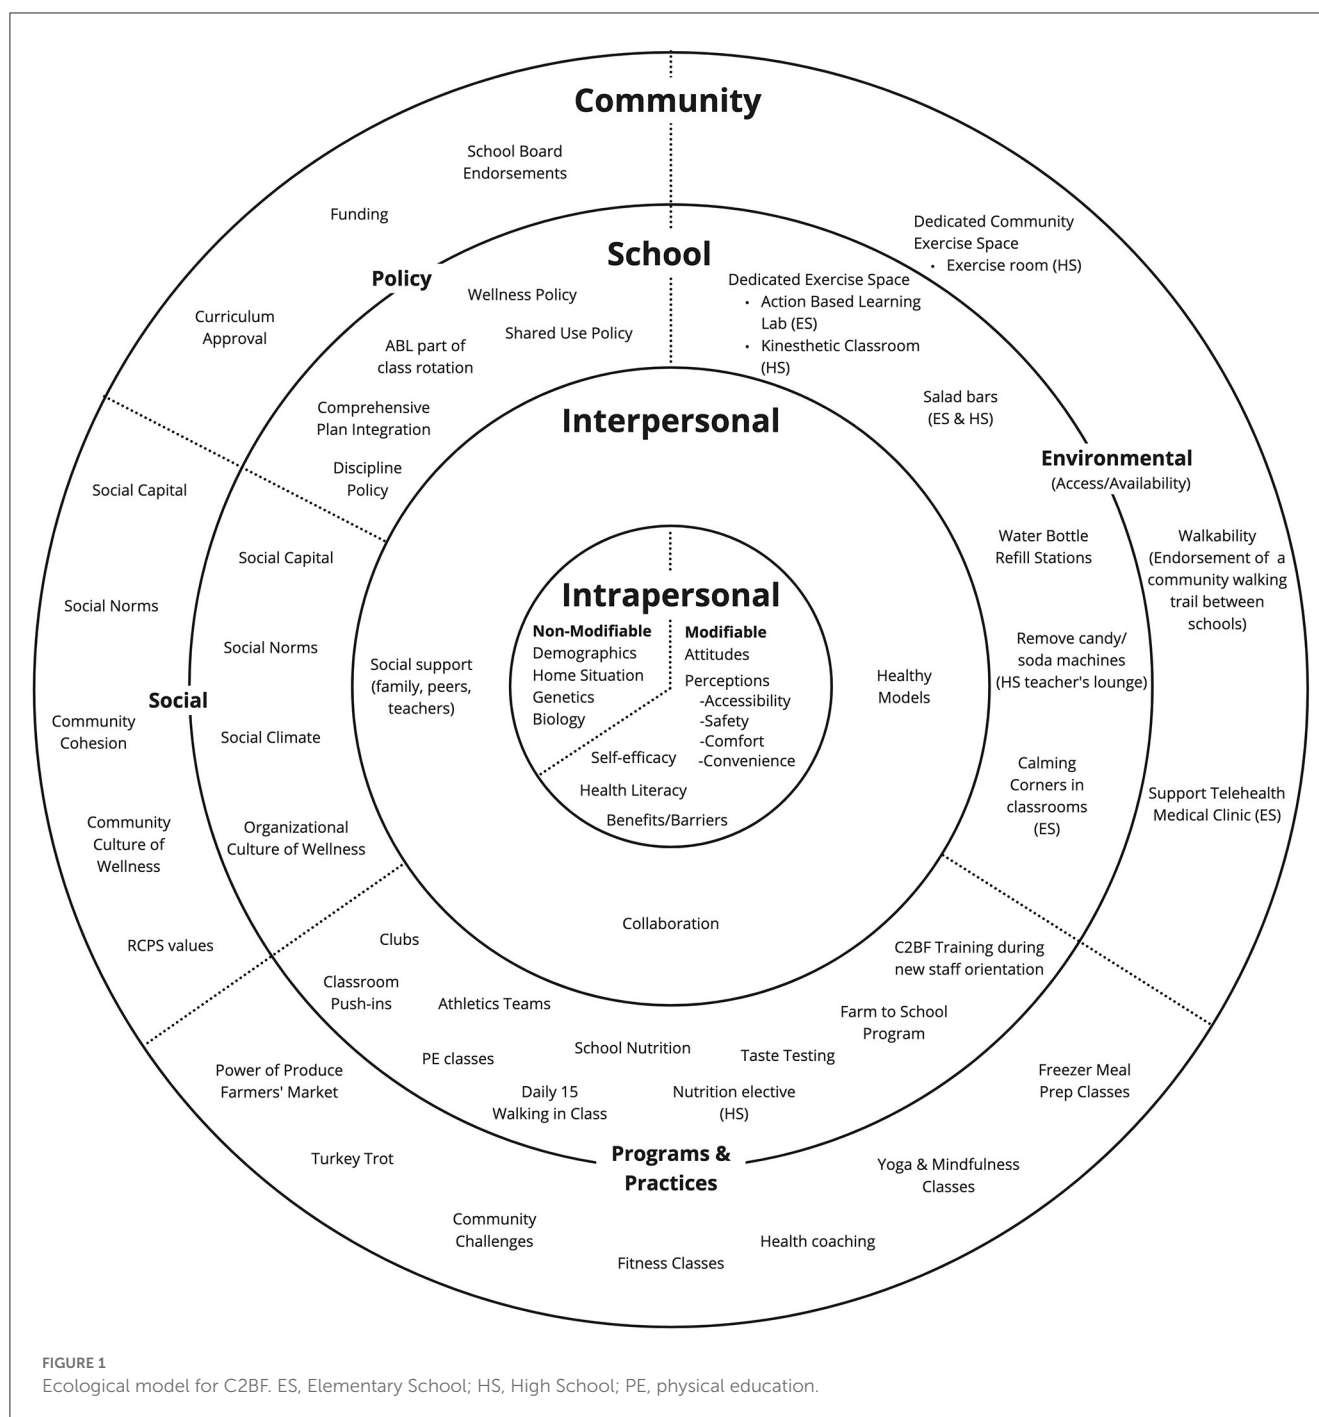 Community
School Board
Endorsements
Funding
Curriculum
Approval
Dedicated Community
Exercise Space
• Exercise room (HS)
School
Policy
Wellness Policy
Shared Use Policy
ABL part of
class rotation
Comprehensive
Plan Integration
Discipline
Policy
Dedicated Exercise Space
• Action Based Learning
Lab (ES)
• Kinesthetic Classroom
(HS)
Salad bars
(ES & HS)
Environmental
(Access/Availability)
Water Bottle
Refill Stations
Remove candy/
soda machines
(HS teacher's lounge)
Calming
Corners in
classrooms
(ES)
Walkability
(Endorsement of a
community walking
trail between
schools)
Support Telehealth
Medical Clinic (ES)
Interpersonal
Social support
(family, peers,
teachers)
Healthy
Models
Collaboration
Intrapersonal
Non-Modifiable
Demographics
Home Situation
Genetics
Biology
Modifiable
Attitudes
Perceptions
-Accessibility
-Safety
-Comfort
-Convenience
Self-efficacy
Health Literacy
Benefits/Barriers
Social Capital
Social Norms
Social
Community
Cohesion
Community
Culture of
Wellness
RCPS values
Social Capital
Social Norms
Social Climate
Organizational
Culture of Wellness
Clubs
Classroom
Push-ins
Athletics Teams
PE classes
School Nutrition
Daily 15
Walking in Class
Nutrition elective
(HS)
Taste Testing
Farm to School
Program
C2BF Training during
new staff orientation
Programs &
Practices
Power of Produce
Farmers' Market
Turkey Trot
Community
Challenges
Fitness Classes
Health coaching
Yoga & Mindfulness
Classes
Freezer Meal
Prep Classes
FIGURE 1
Ecological model for C2BF. ES, Elementary School; HS, High School; PE, physical education.